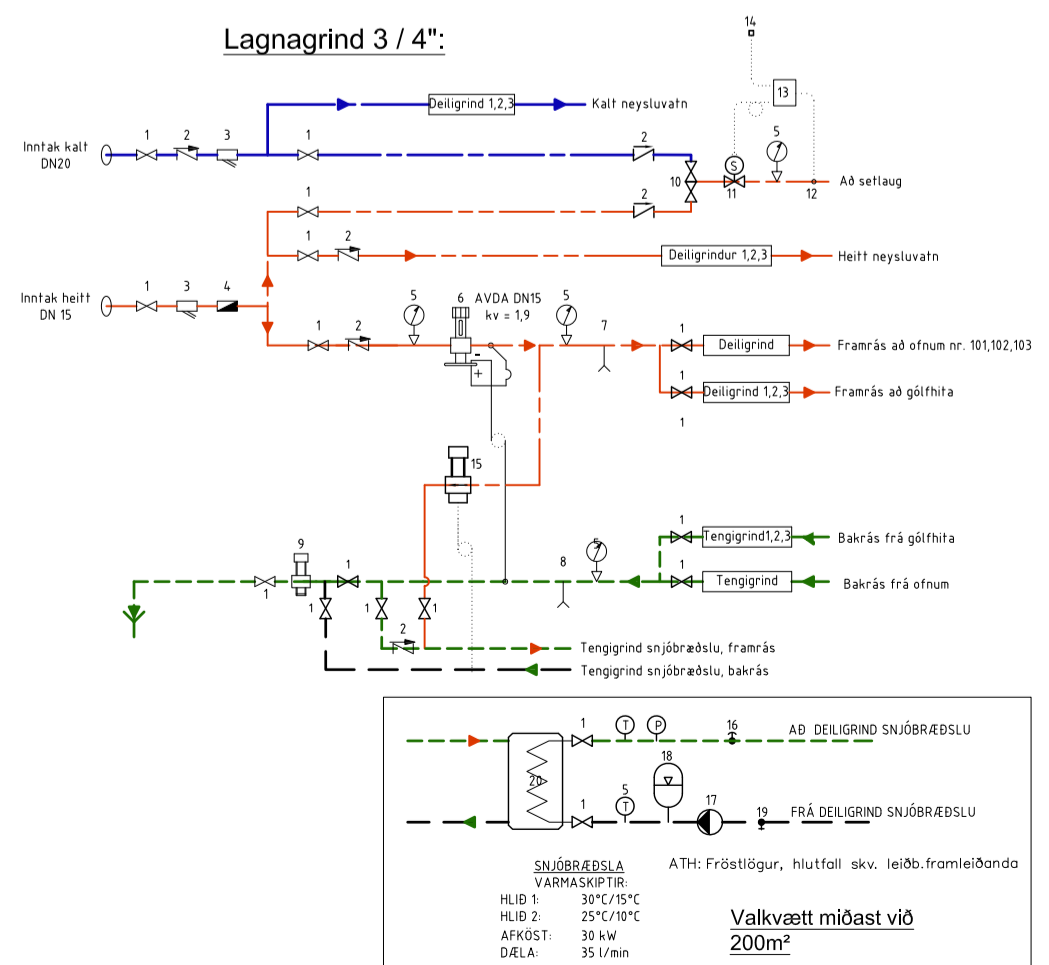 Lagnagrind 3 / 4":
14
13
Deiligrind 1,2,3
Kalt neysluvatn
Inntak kalt
DN20
1
2
3
1
2
5
S
10
11
12
Að setlaug
1
2
1
2
Deiligrindur 1,2,3
Heitt neysluvatn
Inntak heitt
DN 15
1
3
4
5
6
AVDA DN15
kv = 1,9
5
7
1
2
-
+
1
Deiligrind
Framrás að ofnum nr. 101,102,103
1
Deiligrind 1,2,3
Framrás að gólfhita
1
15
1
Tengigrind1,2,3
Bakrás frá gólfhita
9
1
5
8
1
Tengigrind
Bakrás frá ofnum
1
1
1
1
2
Tengigrind snjóbræðslu, framrás
Tengigrind snjóbræðslu, bakrás
1
T
P
16
AÐ DEILIGRIND SNJÓBRÆÐSLU
20
18
1
5
T
17
19
FRÁ DEILIGRIND SNJÓBRÆÐSLU
SNJÓBRÆÐSLA
VARMASKIPTIR:
HLIÐ 1: 30°C/15°C
HLIÐ 2: 25°C/10°C
AFKÖST: 30 kW
DÆLA: 35 l/min
ATH: Fröstlögur, hlutfall skv. leiðb.framleiðanda
Valkvætt miðast við
200m²